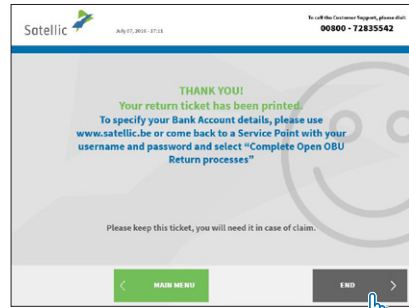 Satellic
July 07, 2016 - 17:11
To call the Customer Support, please dial:
00800 - 72835542
THANK YOU!
Your return ticket has been printed.
To specify your Bank Account details, please use
www.satellic.be or come back to a Service Point with your
username and password and select “Complete Open OBU
Return processes”
Please keep this ticket, you will need it in case of claim.
MAIN MENU
END